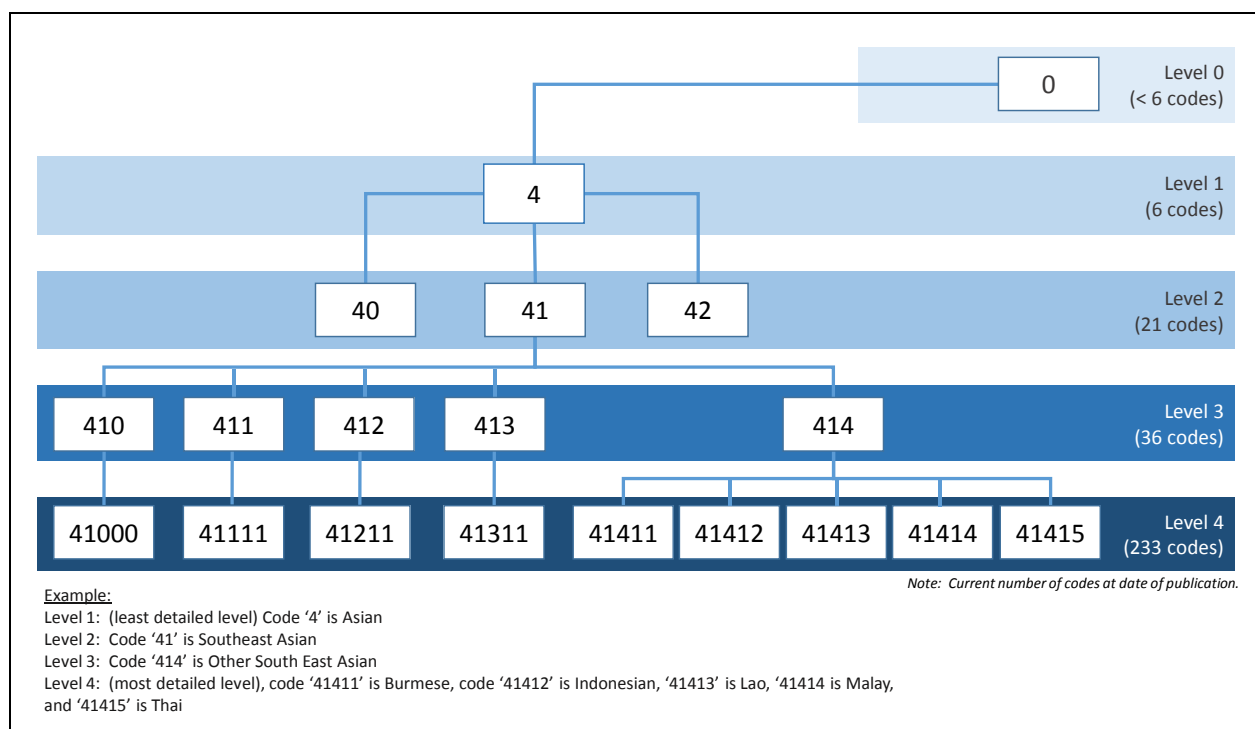 0
Level 0
(< 6 codes)
4
Level 1
(6 codes)
40
41
42
Level 2
(21 codes)
410
411
412
413
414
Level 3
(36 codes)
41000
41111
41211
41311
41411
41412
41413
41414
41415
Level 4
(233 codes)
Note: Current number of codes at date of publication.
Example:
Level 1: (least detailed level) Code ‘4’ is Asian
Level 2: Code ‘41’ is Southeast Asian
Level 3: Code ‘414’ is Other South East Asian
Level 4: (most detailed level), code ‘41411’ is Burmese, code ‘41412’ is Indonesian, ‘41413’ is Lao, ‘41414 is Malay,
and ‘41415’ is Thai